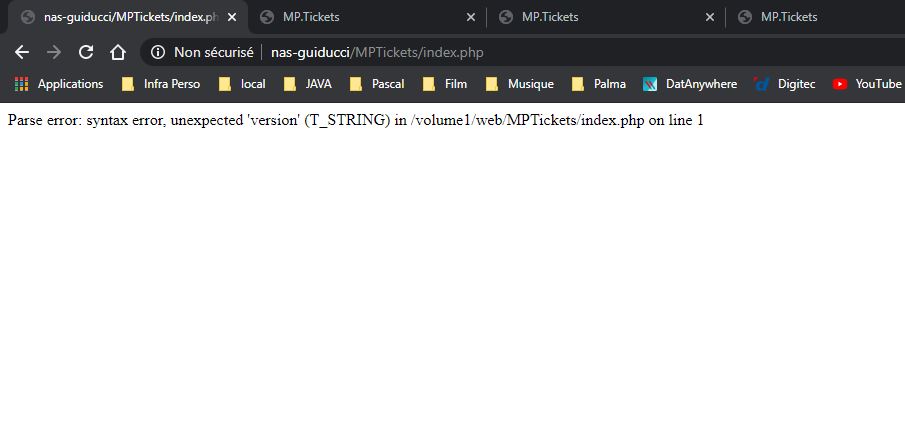 nas-guiducci/MPTickets/index.ph
MP.Tickets
MP.Tickets
MP.Tickets
Non sécurisé
nas-guiducci/MPTickets/index.php
Applications
Infra Perso
local
JAVA
Pascal
Film
Musique
Palma
DatAnywhere
Digitec
YouTube
Parse error: syntax error, unexpected 'version' (T_STRING) in /volume1/web/MPTickets/index.php on line 1